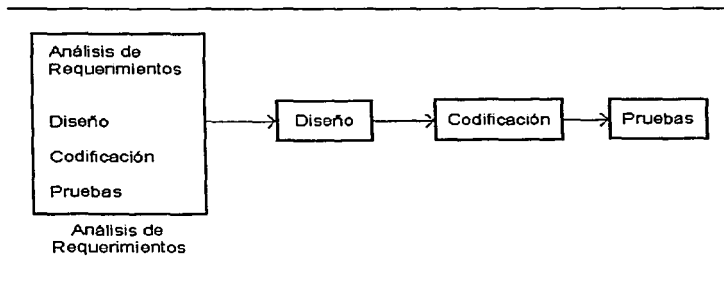 Análisis de
Requerimientos
Diseño
Codificación
Pruebas
Análisis de
Requerimientos
Diseño
Codificación
Pruebas